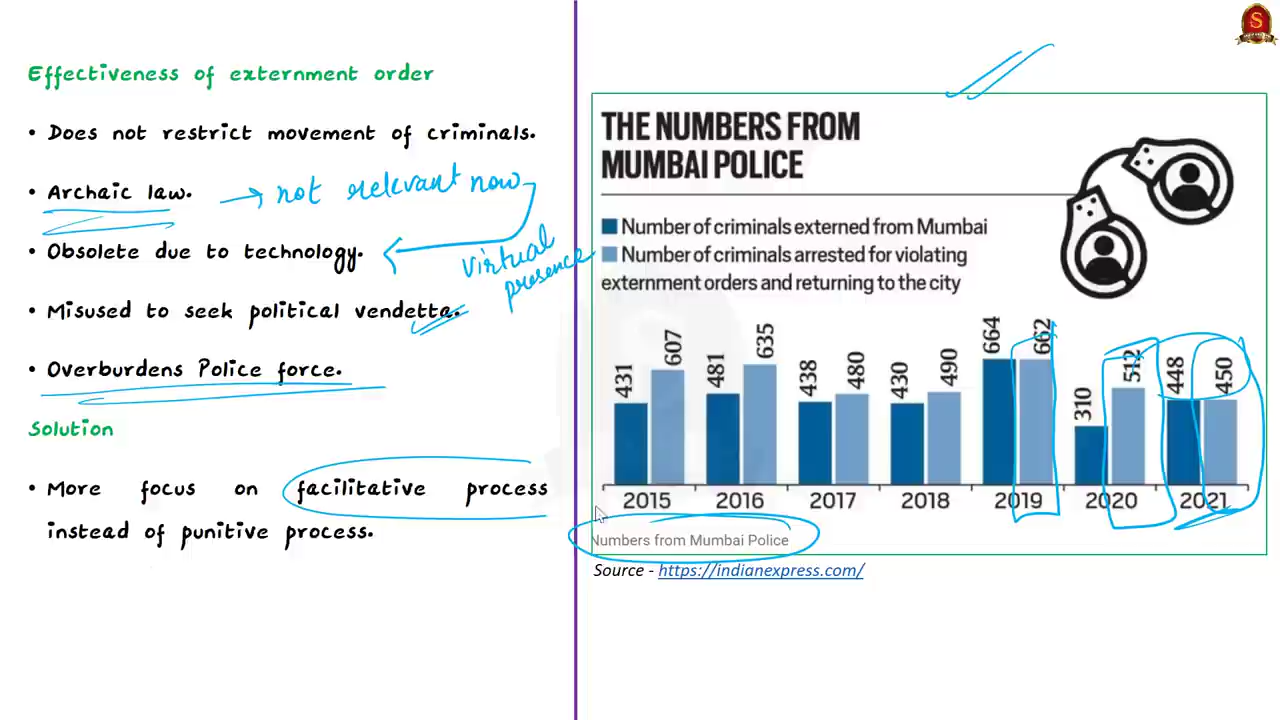 Effectiveness of externment order
• Does not restrict movement of criminals.
• Archaic law. → not relevant now
• Obsolete due to technology.
virtual
presence
• Misused to seek political vendetta.
• Overburdens Police force.
Solution
• More focus on facilitative process
instead of punitive process.
S
THE NUMBERS FROM
MUMBAI POLICE
Number of criminals externed from Mumbai
Number of criminals arrested for violating
externment orders and returning to the city
431 607 481 635 438 480 430 490 664 662 310 512 448 450
2015 2016 2017 2018 2019 2020 2021
Numbers from Mumbai Police
Source - https://indianexpress.com/